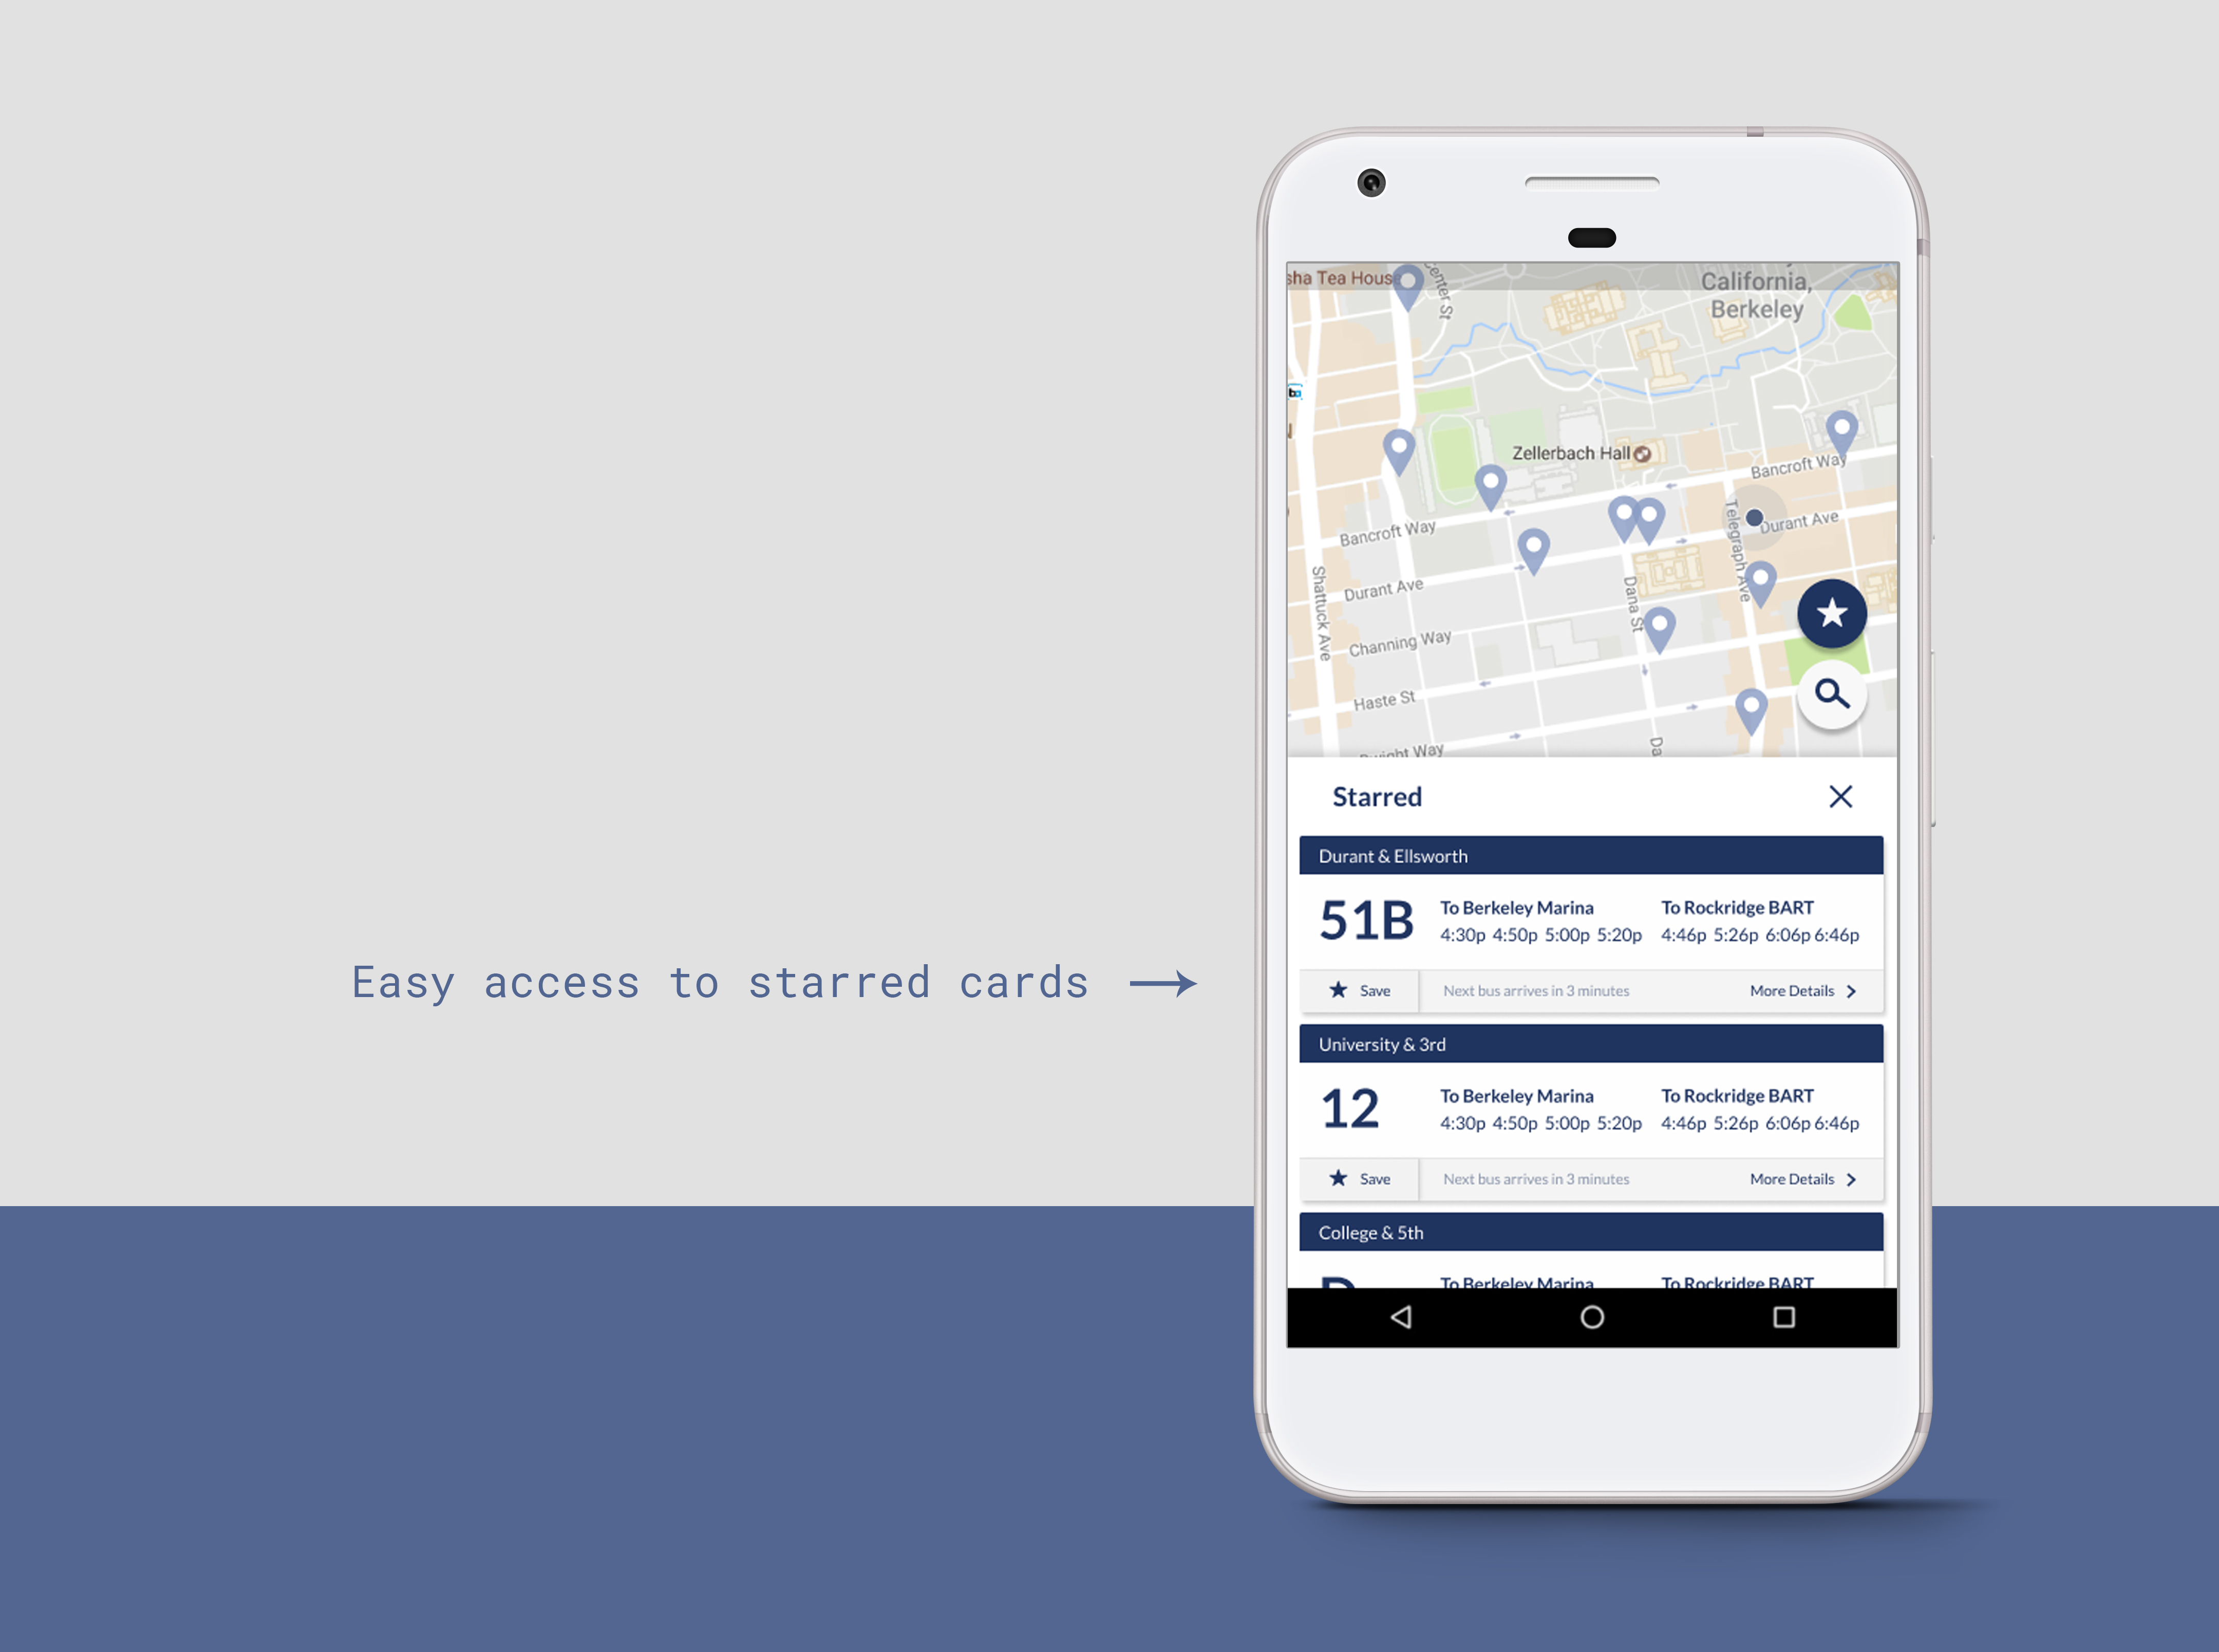 sha Tea House
Center St
California,
Berkeley
Zellerbach Hall
Bancroft Way
Telegraph Ave
Durant Ave
Bancroft Way
Shattuck Ave
Durant Ave
Dana St
Channing Way
Haste St
Dwight Way
Da
Starred
Durant & Ellsworth
51B
To Berkeley Marina
4:30p 4:50p 5:00p 5:20p
To Rockridge BART
4:46p 5:26p 6:06p 6:46p
Easy access to starred cards →
★ Save
Next bus arrives in 3 minutes
More Details >
University & 3rd
12
To Berkeley Marina
4:30p 4:50p 5:00p 5:20p
To Rockridge BART
4:46p 5:26p 6:06p 6:46p
★ Save
Next bus arrives in 3 minutes
More Details >
College & 5th
To Berkeley Marina
To Rockridge BART